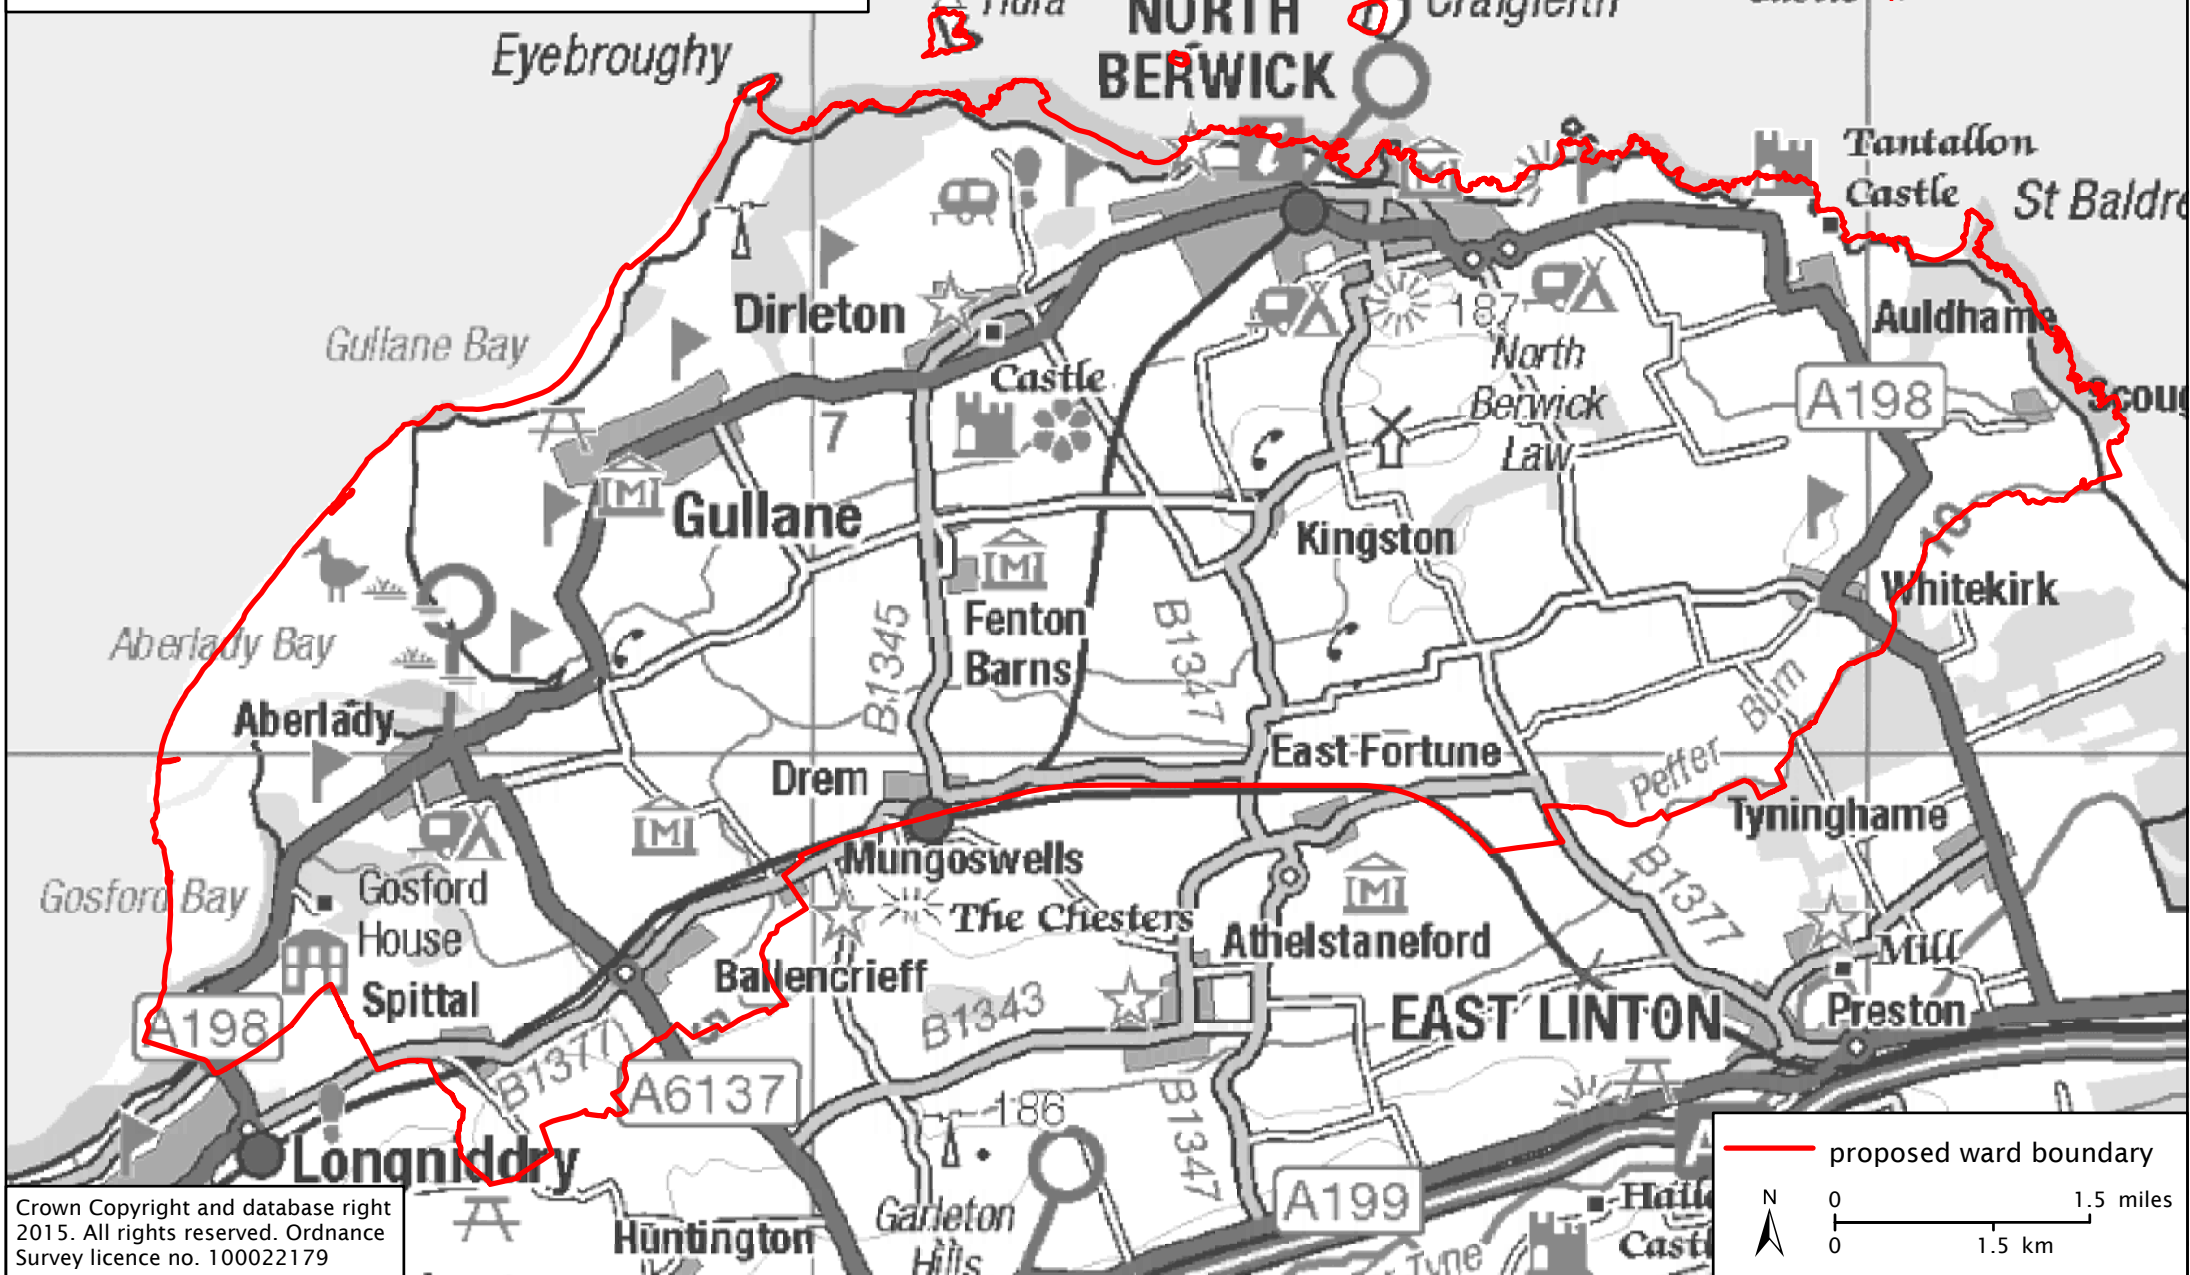 NORTH
BERWICK
Craigleith
Eyebroughy
Tantallon
Castle
Gullane Bay
Dirleton
187
North
Berwick
Law
Auldhame
A198
Castle
7
Gullane
Kingston
10
Whitekirk
Fenton
Barns
B1345
B1347
Aberlady Bay
Aberlady
East Fortune
Peffer
Burn
Drem
Tyninghame
Mungoswells
Gosford Bay
Gosford
House
The Chesters
Athelstaneford
B1377
Mill
Spittal
Ballencrieff
5
B1343
EAST LINTON
Preston
A198
B1377
A6137
186
B1347
Longniddry
A199
Huntington
Garleton
Hills
Tyne
proposed ward boundary
N
0 1.5 miles
0 1.5 km
Crown Copyright and database right
2015. All rights reserved. Ordnance
Survey licence no. 100022179